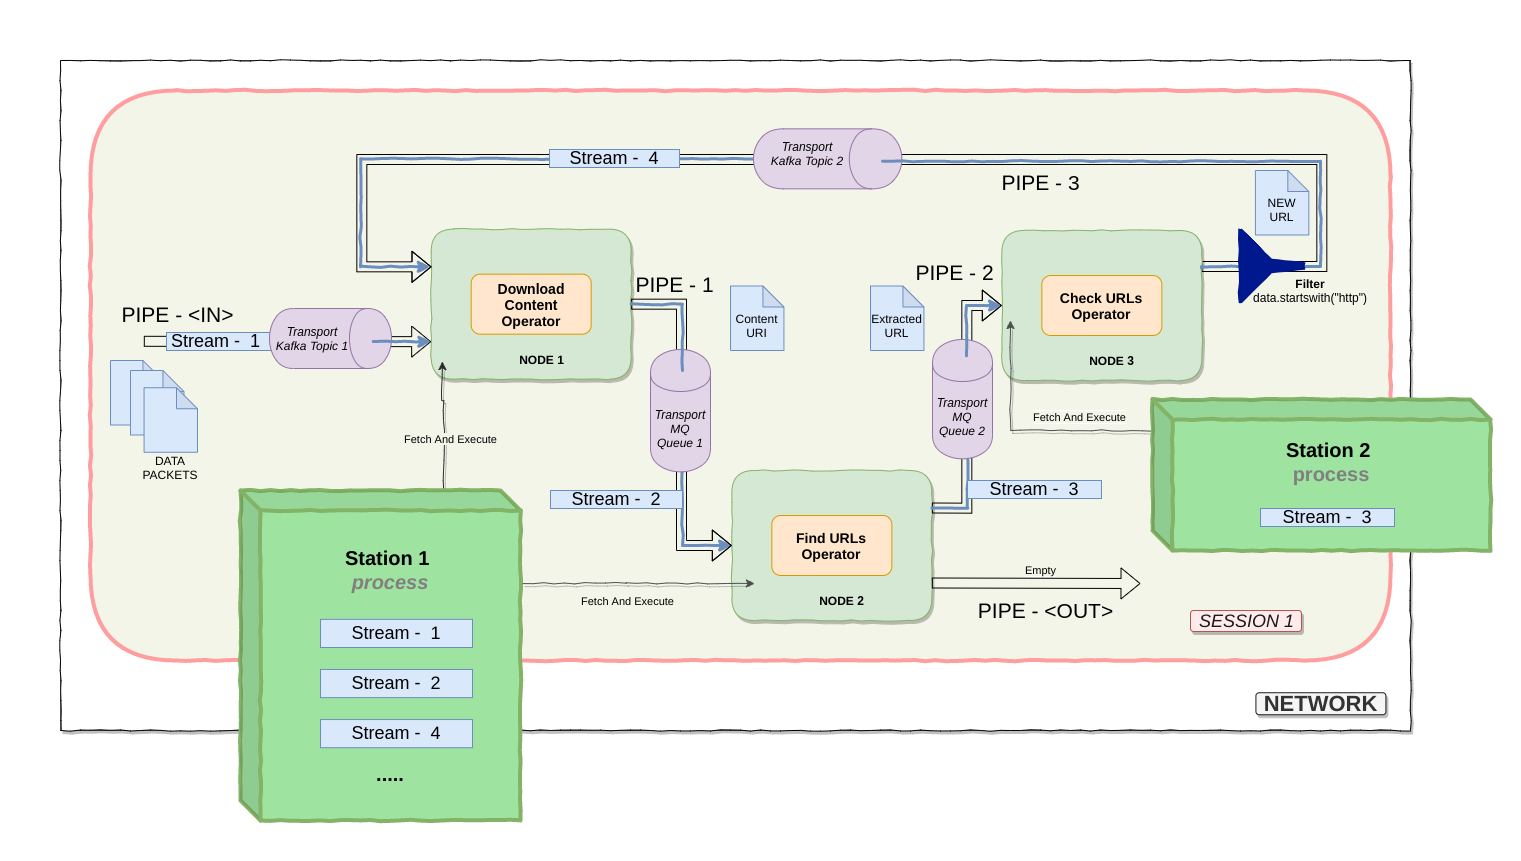 Stream - 4
Transport
Kafka Topic 2
PIPE - 3
NEW
URL
Filter
data.startswith("http")
PIPE - <IN>
Stream - 1
Transport
Kafka Topic 1
DATA
PACKETS
Download
Content
Operator
NODE 1
PIPE - 1
Content
URI
Extracted
URL
PIPE - 2
Check URLs
Operator
NODE 3
Transport
MQ
Queue 1
Transport
MQ
Queue 2
Fetch And Execute
Fetch And Execute
Stream - 2
Stream - 3
Find URLs
Operator
NODE 2
Station 2
process
Stream - 3
Empty
PIPE - <OUT>
Fetch And Execute
SESSION 1
NETWORK
Station 1
process
Stream - 1
Stream - 2
Stream - 4
.....